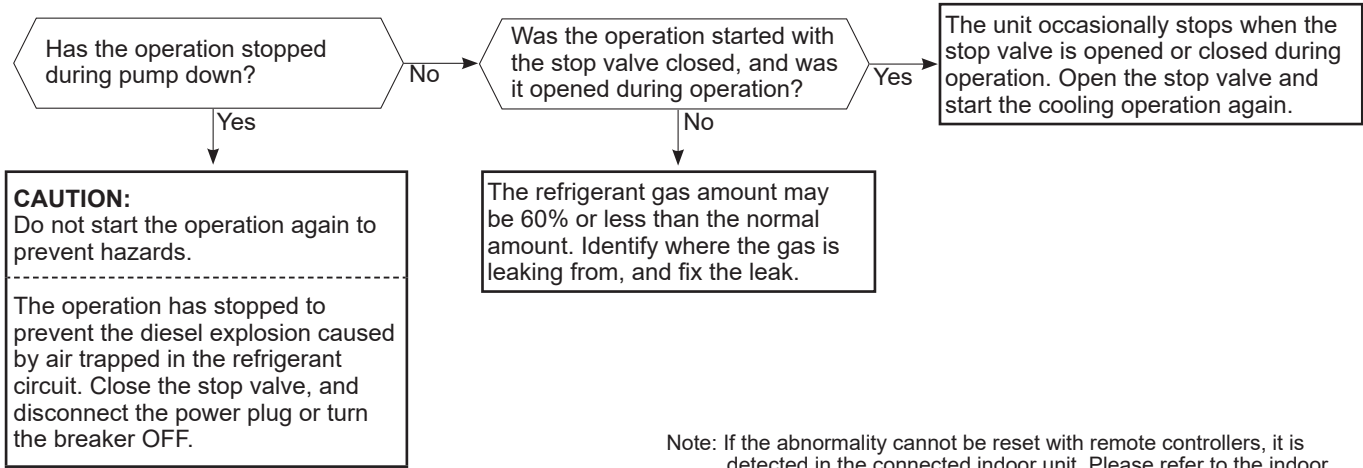 Has the operation stopped
during pump down?
No
Was the operation started with
the stop valve closed, and was
it opened during operation?
Yes
The unit occasionally stops when the
stop valve is opened or closed during
operation. Open the stop valve and
start the cooling operation again.
Yes
No
CAUTION:
Do not start the operation again to
prevent hazards.
The operation has stopped to
prevent the diesel explosion caused
by air trapped in the refrigerant
circuit. Close the stop valve, and
disconnect the power plug or turn
the breaker OFF.
The refrigerant gas amount may
be 60% or less than the normal
amount. Identify where the gas is
leaking from, and fix the leak.
Note: If the abnormality cannot be reset with remote controllers, it is
detected in the connected indoor unit. Please refer to the indoor